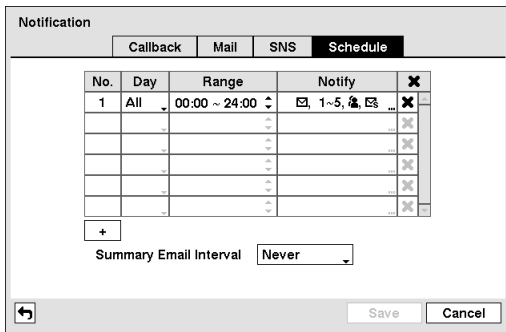 Notification
Callback Mail SNS Schedule
No. Day Range Notify
1 All 00:00 ~ 24:00 , 1~5, , S ...
+
Summary Email Interval Never
Save Cancel